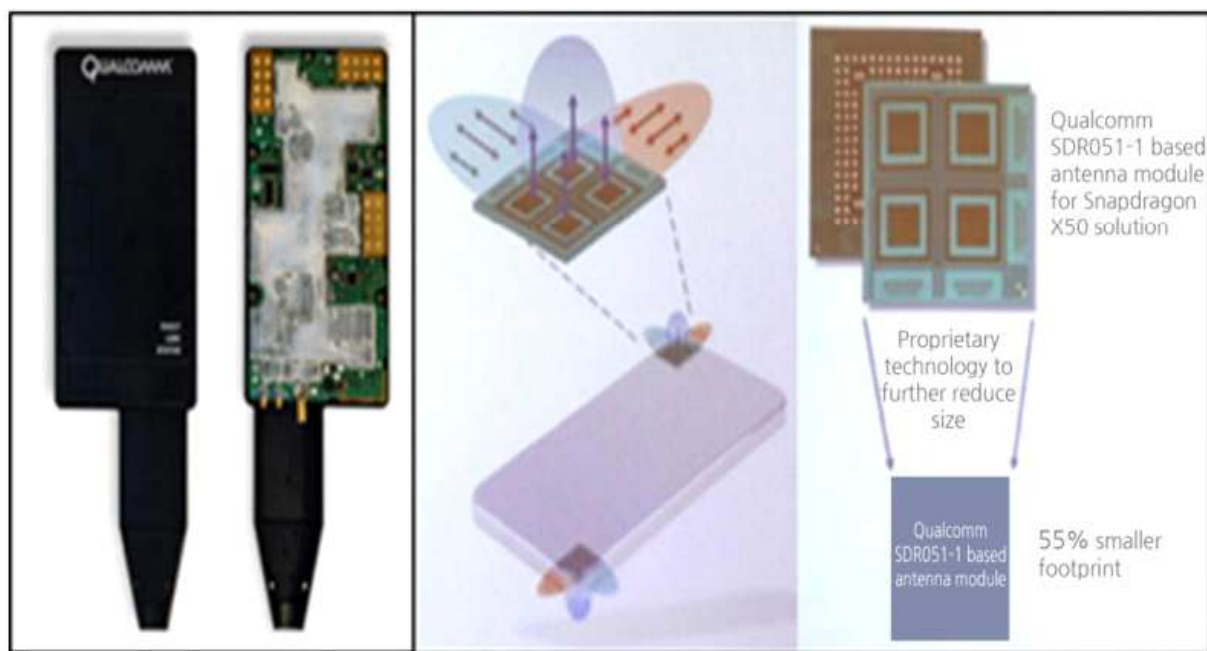 QUALCOMM
Qualcomm
SDR051-1 based
antenna module
for Snapdragon
X50 solution
Proprietary
technology to
further reduce
size
Qualcomm
SDR051-1 based
antenna module
55% smaller
footprint